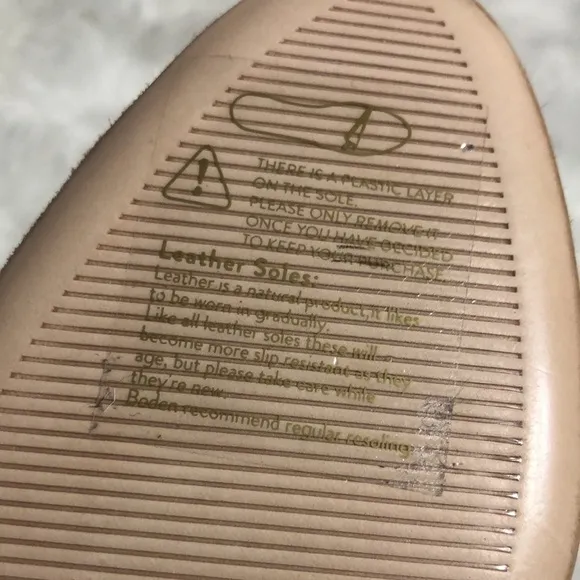 THERE IS A PLASTIC LAYER
ON THE SOLE.
PLEASE ONLY REMOVE IT
ONCE YOU HAVE DECIDED
TO KEEP YOUR PURCHASE.
Leather Soles:
Leather is a natural product, it likes
to be worn in gradually.
Like all leather soles these will
become more slip resistant as they
age, but please take care while
they're new.
Boden recommend regular resoling